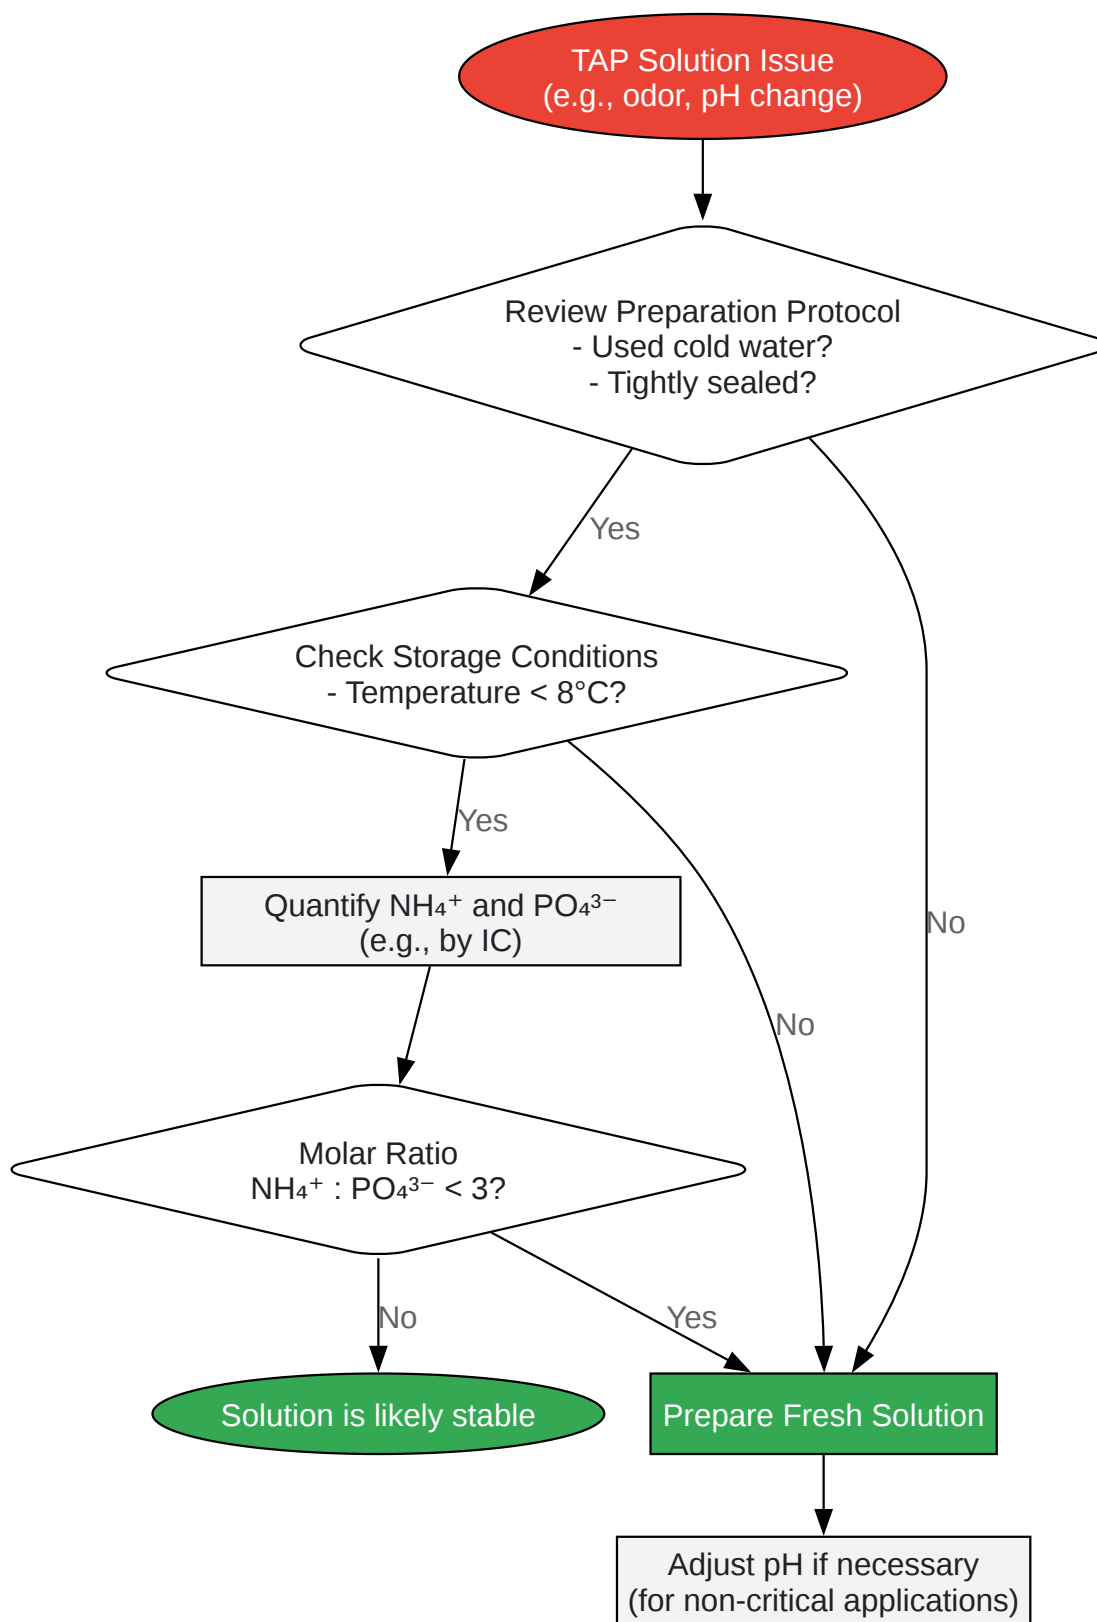 TAP Solution Issue
(e.g., odor, pH change)
Review Preparation Protocol
- Used cold water?
- Tightly sealed?
Yes
Check Storage Conditions
- Temperature < 8°C?
Yes
Quantify NH₄⁺ and PO₄³⁻
(e.g., by IC)
No
No
Molar Ratio
NH₄⁺ : PO₄³⁻ < 3?
No
Yes
Solution is likely stable
Prepare Fresh Solution
Adjust pH if necessary
(for non-critical applications)